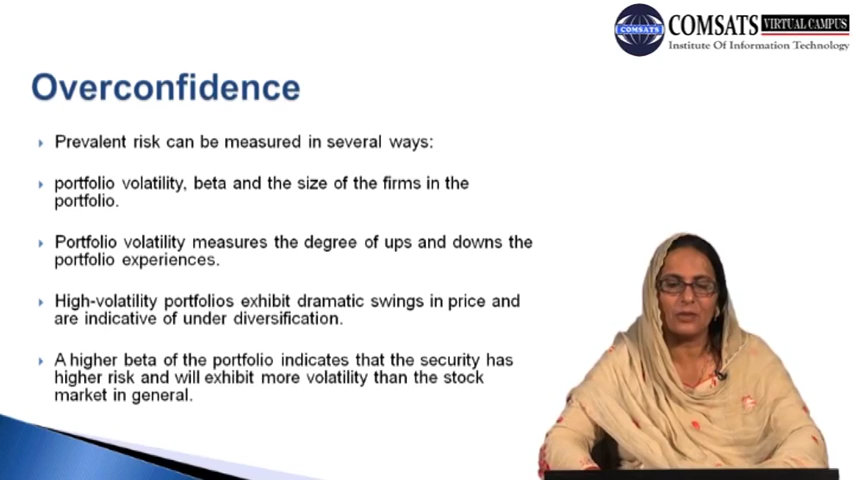 COMSATS
COMSATS VIRTUAL CAMPUS
Institute Of Information Technology
Overconfidence
Prevalent risk can be measured in several ways:
portfolio volatility, beta and the size of the firms in the
portfolio.
Portfolio volatility measures the degree of ups and downs the
portfolio experiences.
High-volatility portfolios exhibit dramatic swings in price and
are indicative of under diversification.
A higher beta of the portfolio indicates that the security has
higher risk and will exhibit more volatility than the stock
market in general.